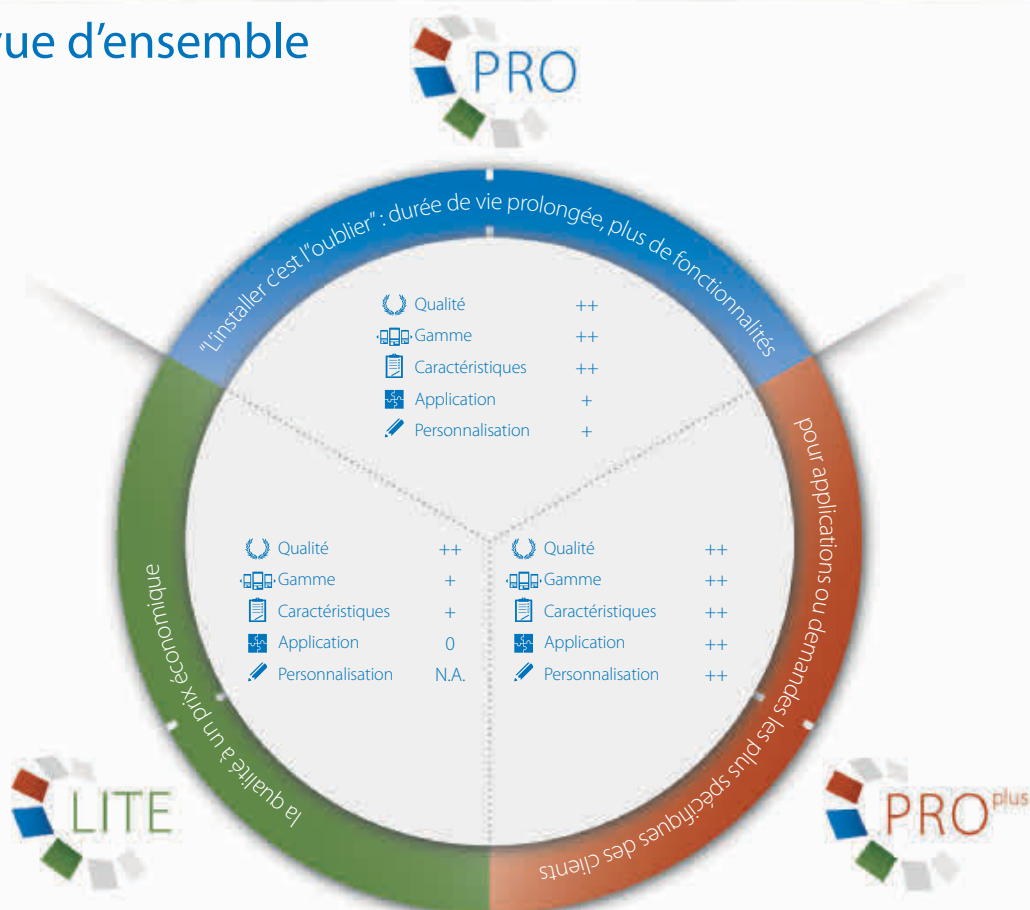 vue d'ensemble
PRO
"L'installer c'est l"oublier" : durée de vie prolongée, plus de fonctionnalités
Qualité ++
Gamme ++
Caractéristiques ++
Application +
Personnalisation +
la qualité à un prix économique
Qualité ++
Gamme +
Caractéristiques +
Application 0
Personnalisation N.A.
LITE
pour applications ou demandes les plus spécifiques des clients
Qualité ++
Gamme ++
Caractéristiques ++
Application ++
Personnalisation ++
PRO plus